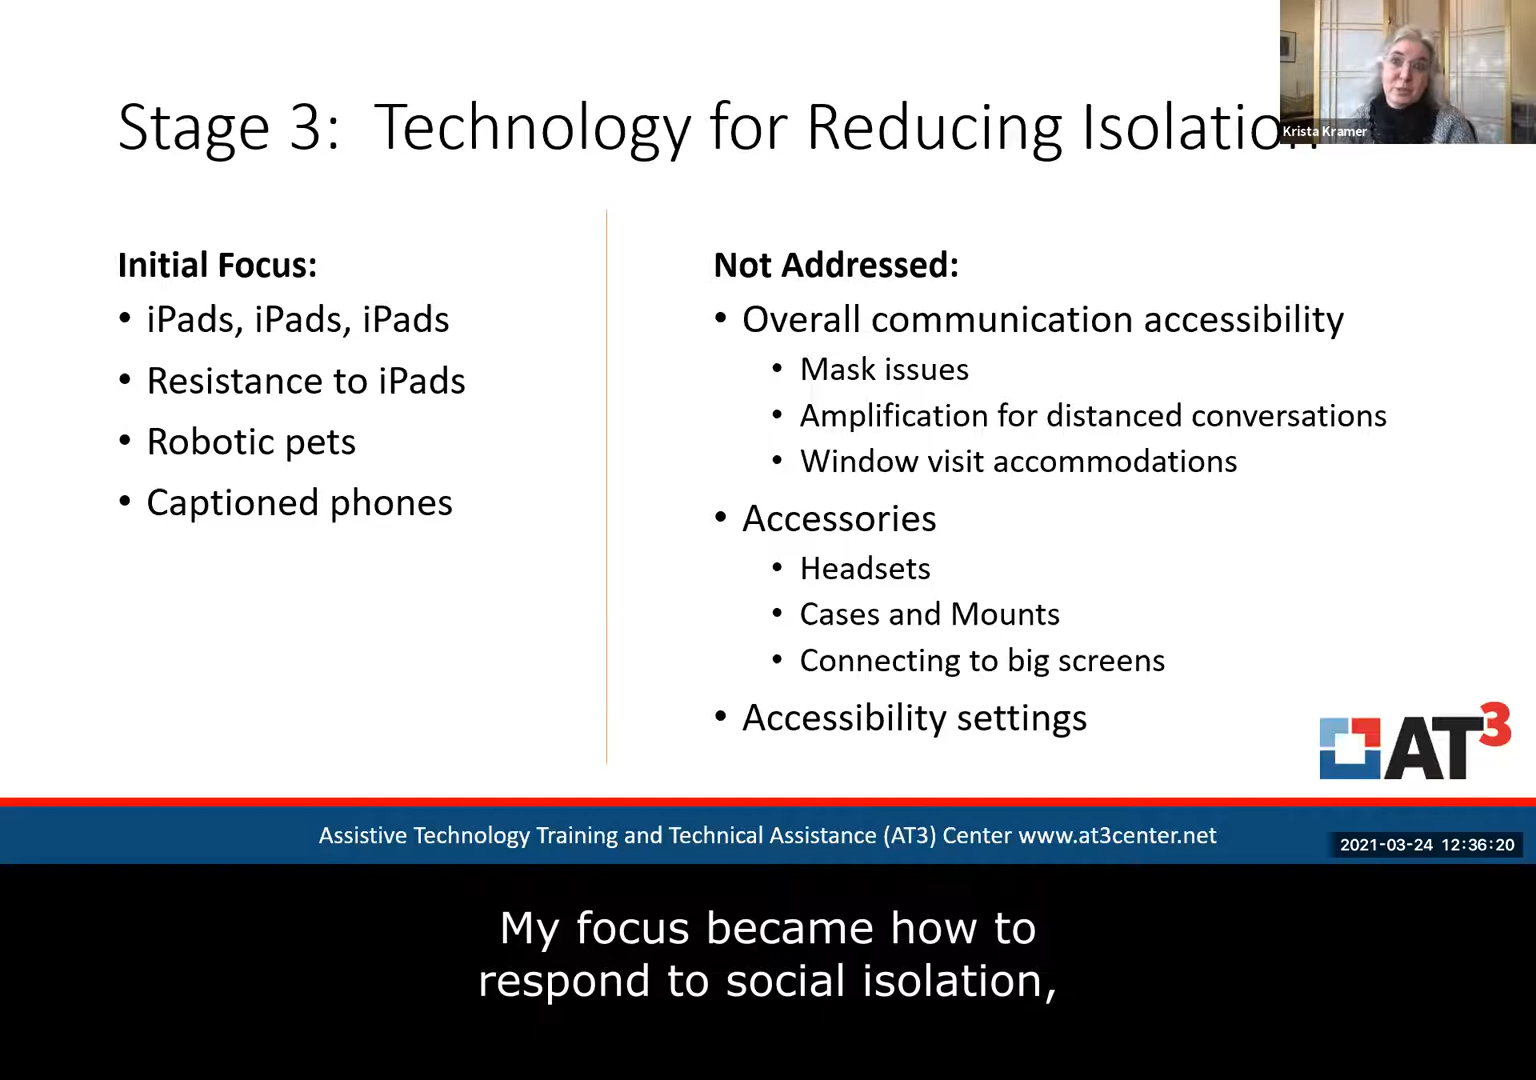 Stage 3: Technology for Reducing Isolation
Krista Kramer
Initial Focus:
• iPads, iPads, iPads
• Resistance to iPads
• Robotic pets
• Captioned phones
Not Addressed:
• Overall communication accessibility
• Mask issues
• Amplification for distanced conversations
• Window visit accommodations
• Accessories
• Headsets
• Cases and Mounts
• Connecting to big screens
• Accessibility settings
AT3
Assistive Technology Training and Technical Assistance (AT3) Center www.at3center.net
2021-03-24 12:36:20
My focus became how to
respond to social isolation,